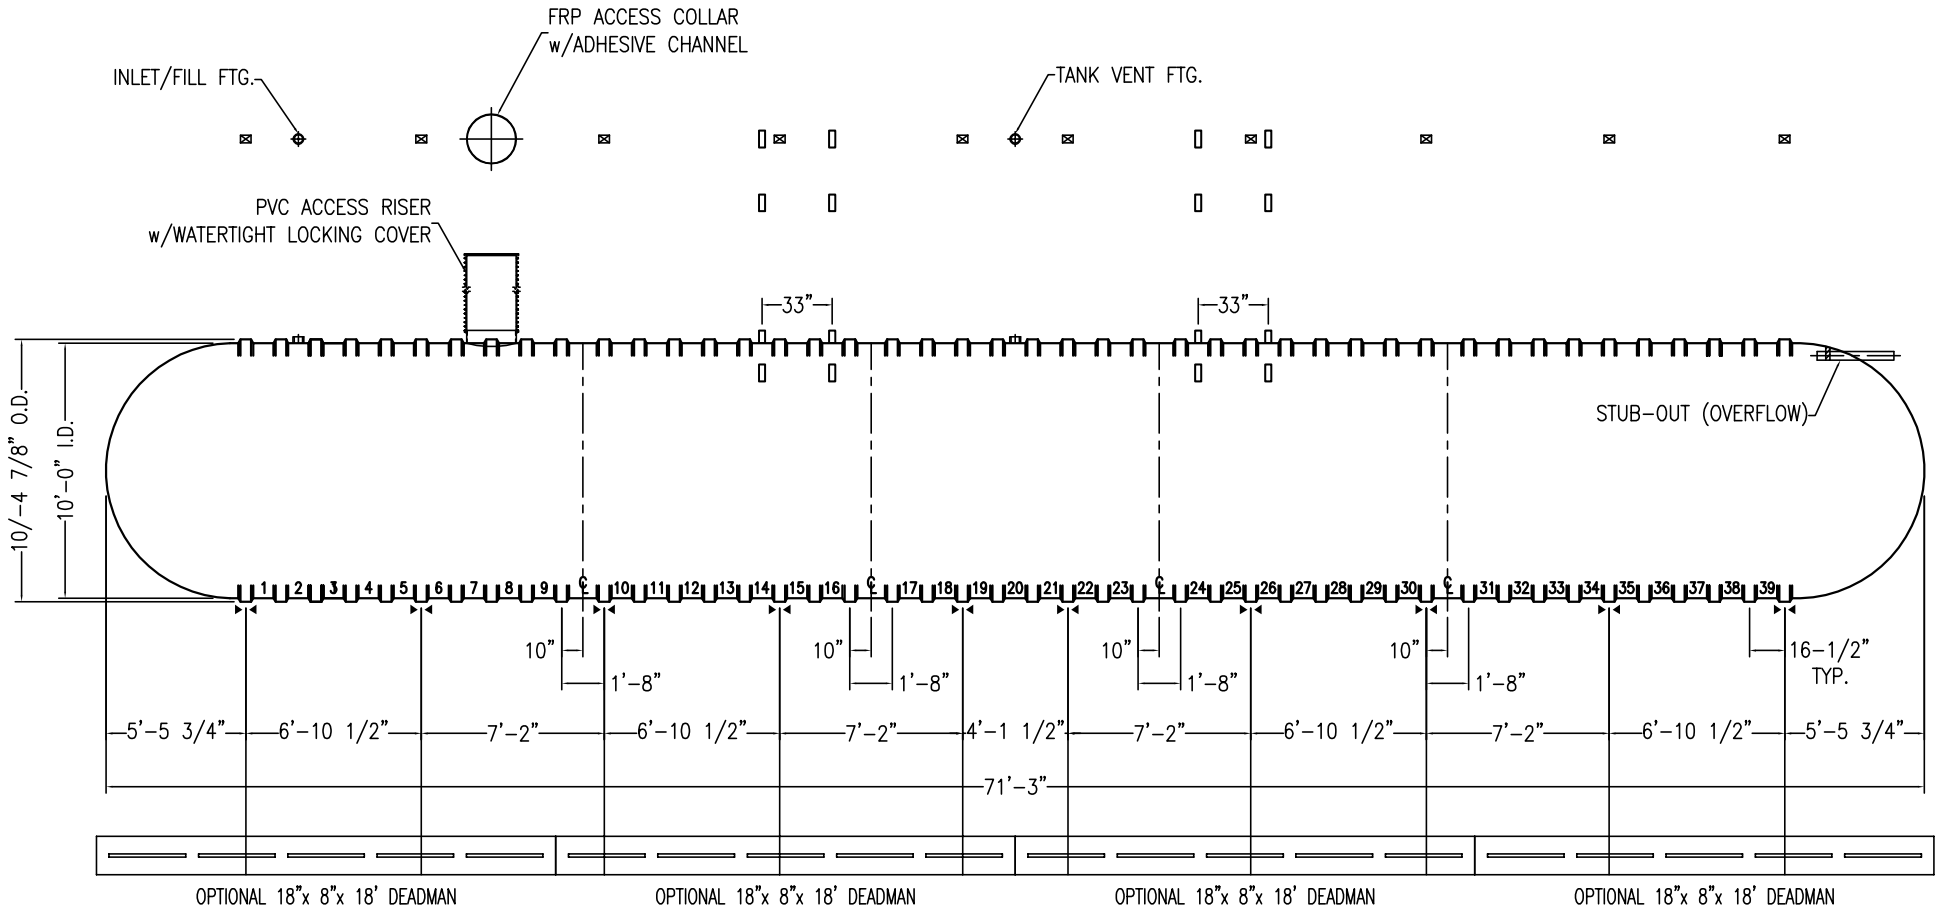 FRP ACCESS COLLAR
w/ADHESIVE CHANNEL
INLET/FILL FTG.
TANK VENT FTG.
PVC ACCESS RISER
w/WATERTIGHT LOCKING COVER
33"
33"
10/-4 7/8" O.D.
10'-0" I.D.
STUB-OUT (OVERFLOW)
1 2 3 4 5 6 7 8 9 ℄ 10 11 12 13 14 15 16 ℄ 17 18 19 20 21 22 23 ℄ 24 25 26 27 28 29 30 ℄ 31 32 33 34 35 36 37 38 39
10" 10" 10" 10" 16-1/2"
TYP.
1'-8" 1'-8" 1'-8" 1'-8"
5'-5 3/4" 6'-10 1/2" 7'-2" 6'-10 1/2" 7'-2" 4'-1 1/2" 7'-2" 6'-10 1/2" 7'-2" 6'-10 1/2" 5'-5 3/4"
71'-3"
OPTIONAL 18"x 8"x 18' DEADMAN OPTIONAL 18"x 8"x 18' DEADMAN OPTIONAL 18"x 8"x 18' DEADMAN OPTIONAL 18"x 8"x 18' DEADMAN